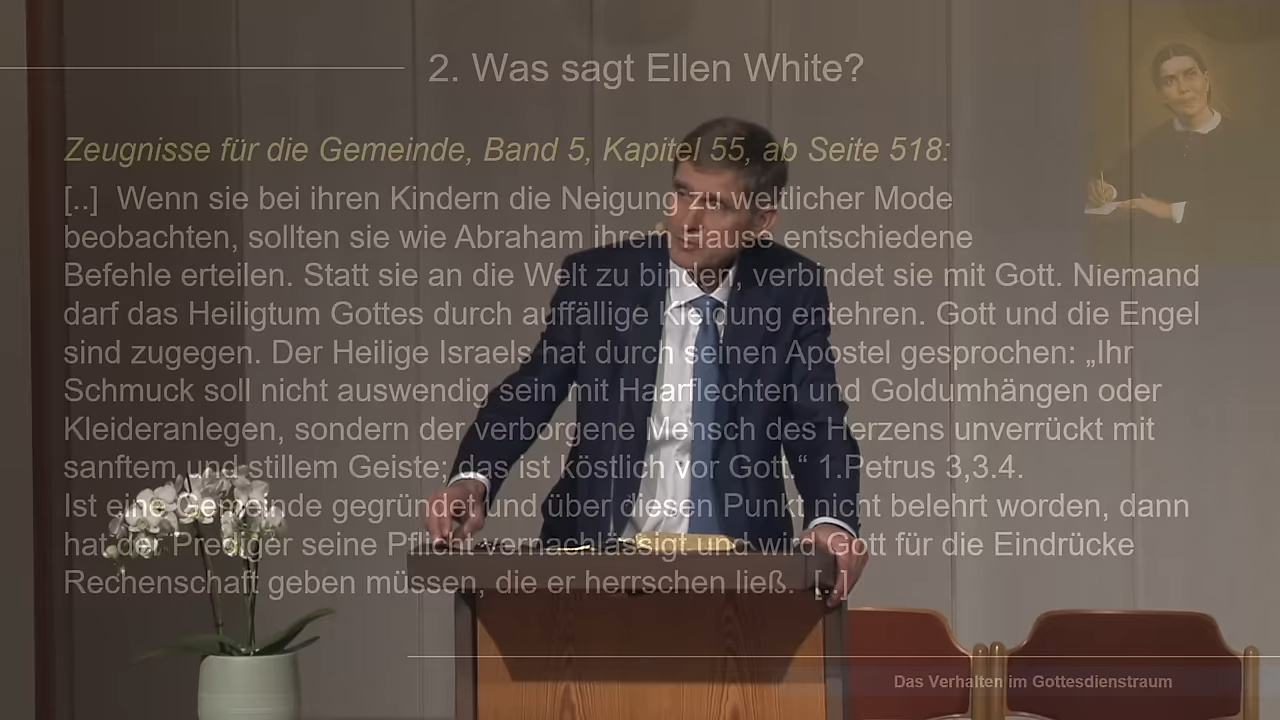 2. Was sagt Ellen White?
Zeugnisse für die Gemeinde, Band 5, Kapitel 55, ab Seite 518:
[..] Wenn sie bei ihren Kindern die Neigung zu weltlicher Mode
beobachten, sollten sie wie Abraham ihrem Hause entschiedene
Befehle erteilen. Statt sie an die Welt zu binden, verbindet sie mit Gott. Niemand
darf das Heiligtum Gottes durch auffällige Kleidung entehren. Gott und die Engel
sind zugegen. Der Heilige Israels hat durch seinen Apostel gesprochen: „Ihr
Schmuck soll nicht auswendig sein mit Haarflechten und Goldumhängen oder
Kleideranlegen, sondern der verborgene Mensch des Herzens unverrückt mit
sanftem und stillem Geiste; das ist köstlich vor Gott.“ 1.Petrus 3,3.4.
Ist eine Gemeinde gegründet und über diesen Punkt nicht belehrt worden, dann
hat der Prediger seine Pflicht vernachlässigt und wird Gott für die Eindrücke
Rechenschaft geben müssen, die er herrschen ließ. [..]
Das Verhalten im Gottesdienstraum